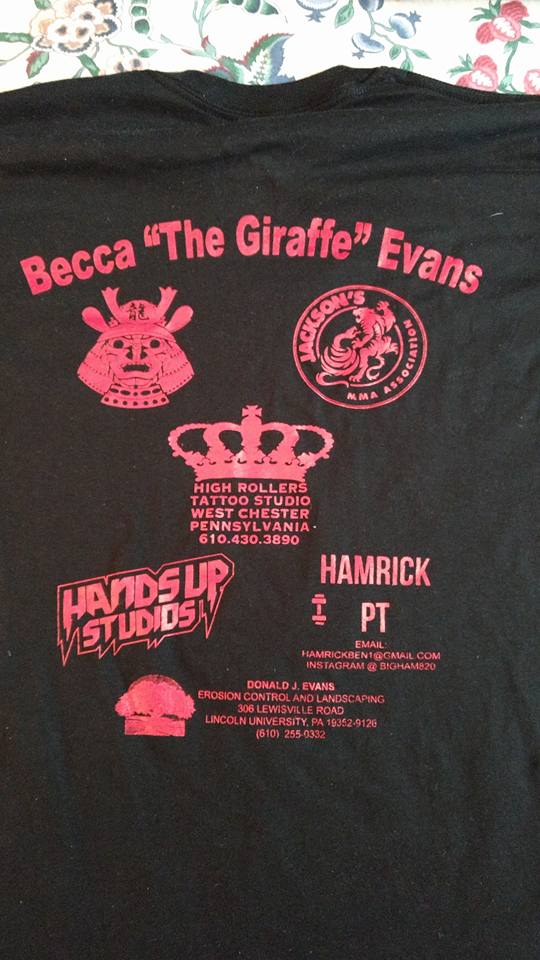 Becca "The Giraffe" Evans
龍
JACKSON'S
MMA ASSOCIATION
HIGH ROLLERS
TATTOO STUDIO
WEST CHESTER
PENNSYLVANIA
610.430.3890
HANDS UP
STUDIOS
HAMRICK
PT
EMAIL:
HAMRICKBEN1@GMAIL.COM
INSTAGRAM @ BIGHAM820
DONALD J. EVANS
EROSION CONTROL AND LANDSCAPING
306 LEWISVILLE ROAD
LINCOLN UNIVERSITY, PA 19352-9126
(610) 255-0332